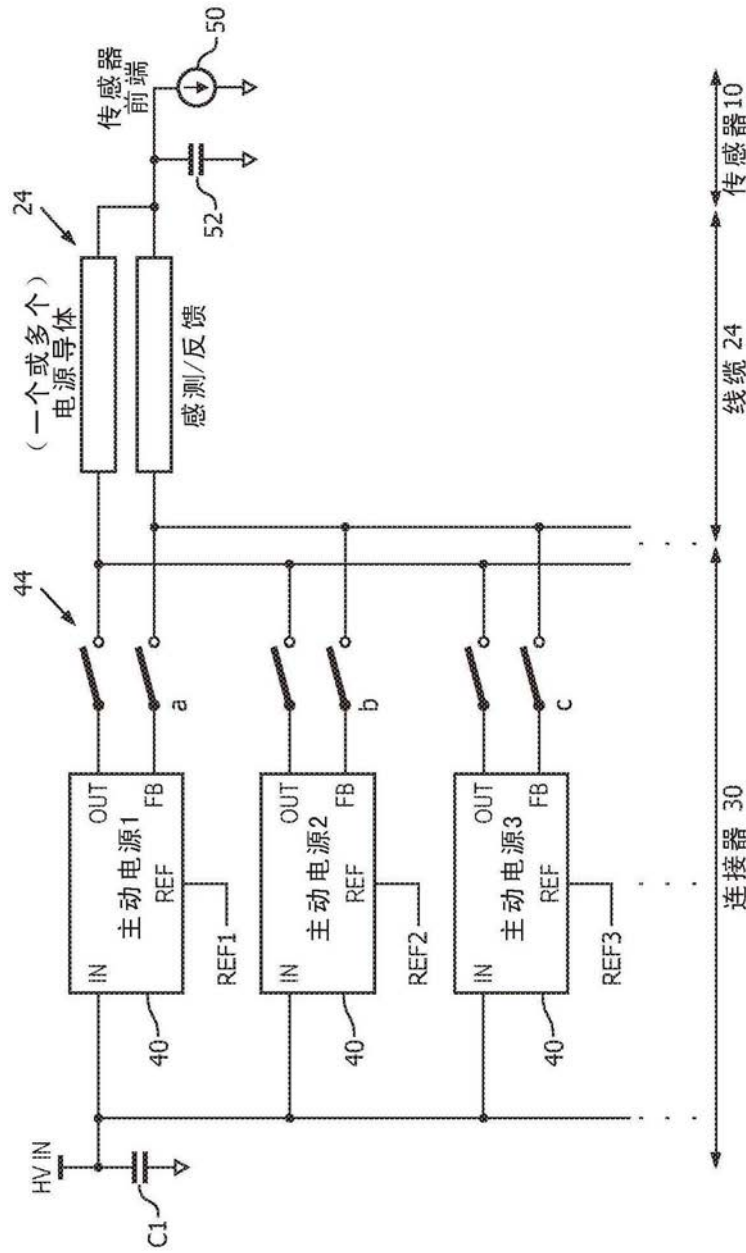 HV IN
C1
IN
OUT
主动电源1
REF
FB
40
REF1
IN
OUT
主动电源2
REF
FB
40
REF2
IN
OUT
主动电源3
REF
FB
40
REF3
44
a
b
c
24
（一个或多个）
电源导体
感测/反馈
传感器
前端
50
52
连接器 30
线缆 24
传感器10